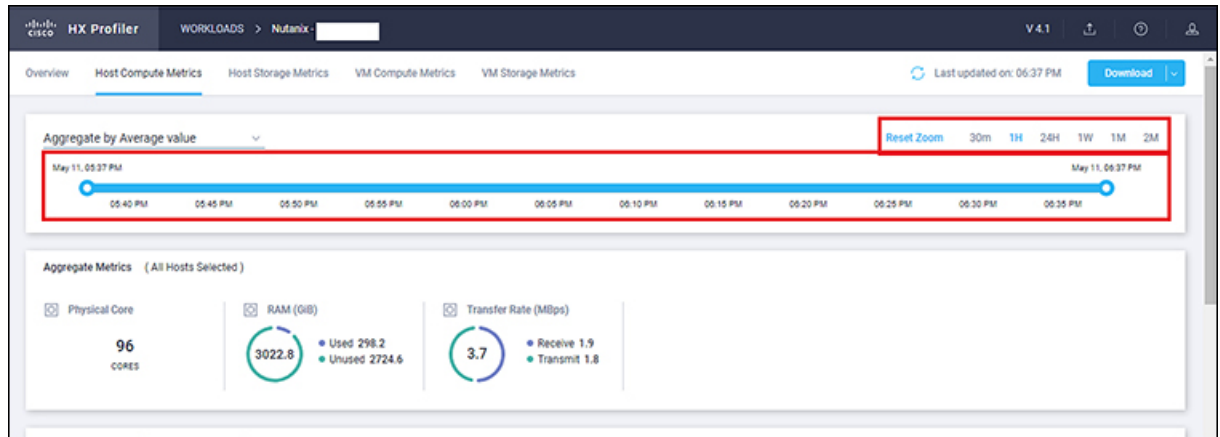 cisco HX Profiler WORKLOADS > Nutanix - V 4.1
Overview Host Compute Metrics Host Storage Metrics VM Compute Metrics VM Storage Metrics Last updated on: 06:37 PM Download
Aggregate by Average value Reset Zoom 30m 1H 24H 1W 1M 2M
May 11, 05:37 PM May 11, 06:37 PM
05:40 PM 05:45 PM 05:50 PM 05:55 PM 06:00 PM 06:05 PM 06:10 PM 06:15 PM 06:20 PM 06:25 PM 06:30 PM 06:35 PM
Aggregate Metrics ( All Hosts Selected )
Physical Core RAM (GiB) Transfer Rate (MBps)
96 3022.8 Used 298.2 3.7 Receive 1.9
CORES Unused 2724.6 Transmit 1.8